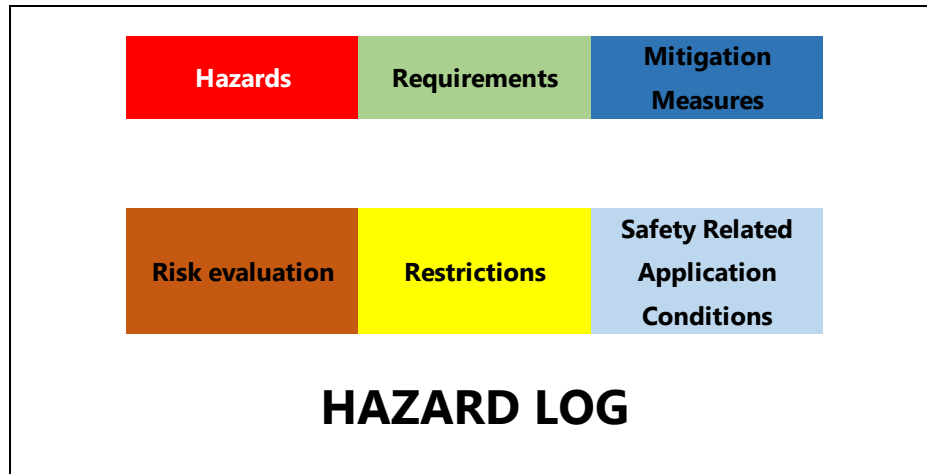 Hazards
Requirements
Mitigation
Measures
Risk evaluation
Restrictions
Safety Related
Application
Conditions
HAZARD LOG